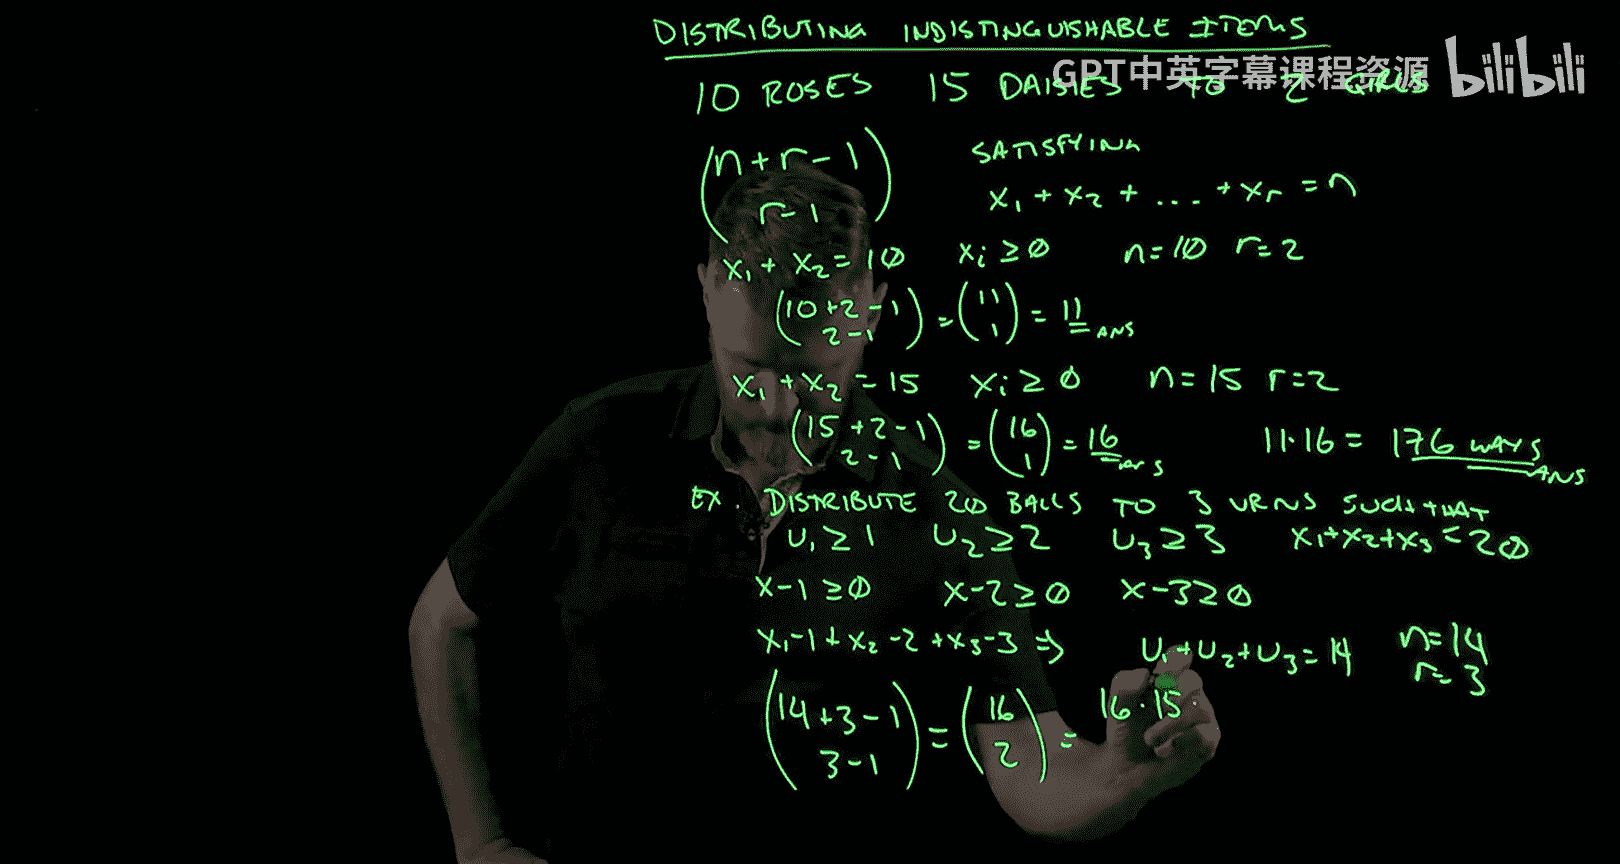 DISTRIBUTING INDISTINGUISHABLE ITEMS
GPT中英字幕课程资源 bilibili
10 ROSES 15 DAISIES TO 2 GIRLS
(n+r-1 r-1) SATISFYING
x₁ + x₂ + ... + xᵣ = n
x₁ + x₂ = 10 xᵢ ≥ 0 n=10 r=2
(10+2-1 2-1) = (11 1) = 11 ANS
x₁ + x₂ = 15 xᵢ ≥ 0 n=15 r=2
(15+2-1 2-1) = (16 1) = 16 ans 11·16 = 176 WAYS ANS
EX. DISTRIBUTE 20 BALLS TO 3 URNS SUCH THAT
U₁ ≥ 1 U₂ ≥ 2 U₃ ≥ 3 x₁+x₂+x₃ = 20
x-1 ≥ 0 x-2 ≥ 0 x-3 ≥ 0
x₁-1+x₂-2+x₃-3 ⇒ U₁+U₂+U₃ = 14 n=14
r=3
(14+3-1 3-1) = (16 2) = 16·15·